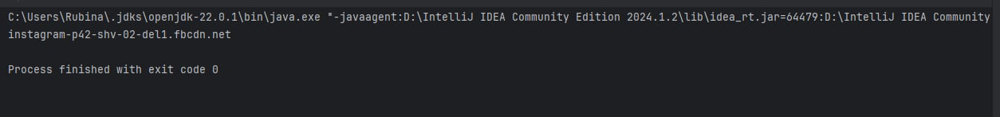 C:\Users\Rubina\.jdks\openjdk-22.0.1\bin\java.exe "-javaagent:D:\IntelliJ IDEA Community Edition 2024.1.2\lib\idea_rt.jar=64479:D:\IntelliJ IDEA Community
instagram-p42-shv-02-del1.fbcdn.net
Process finished with exit code 0